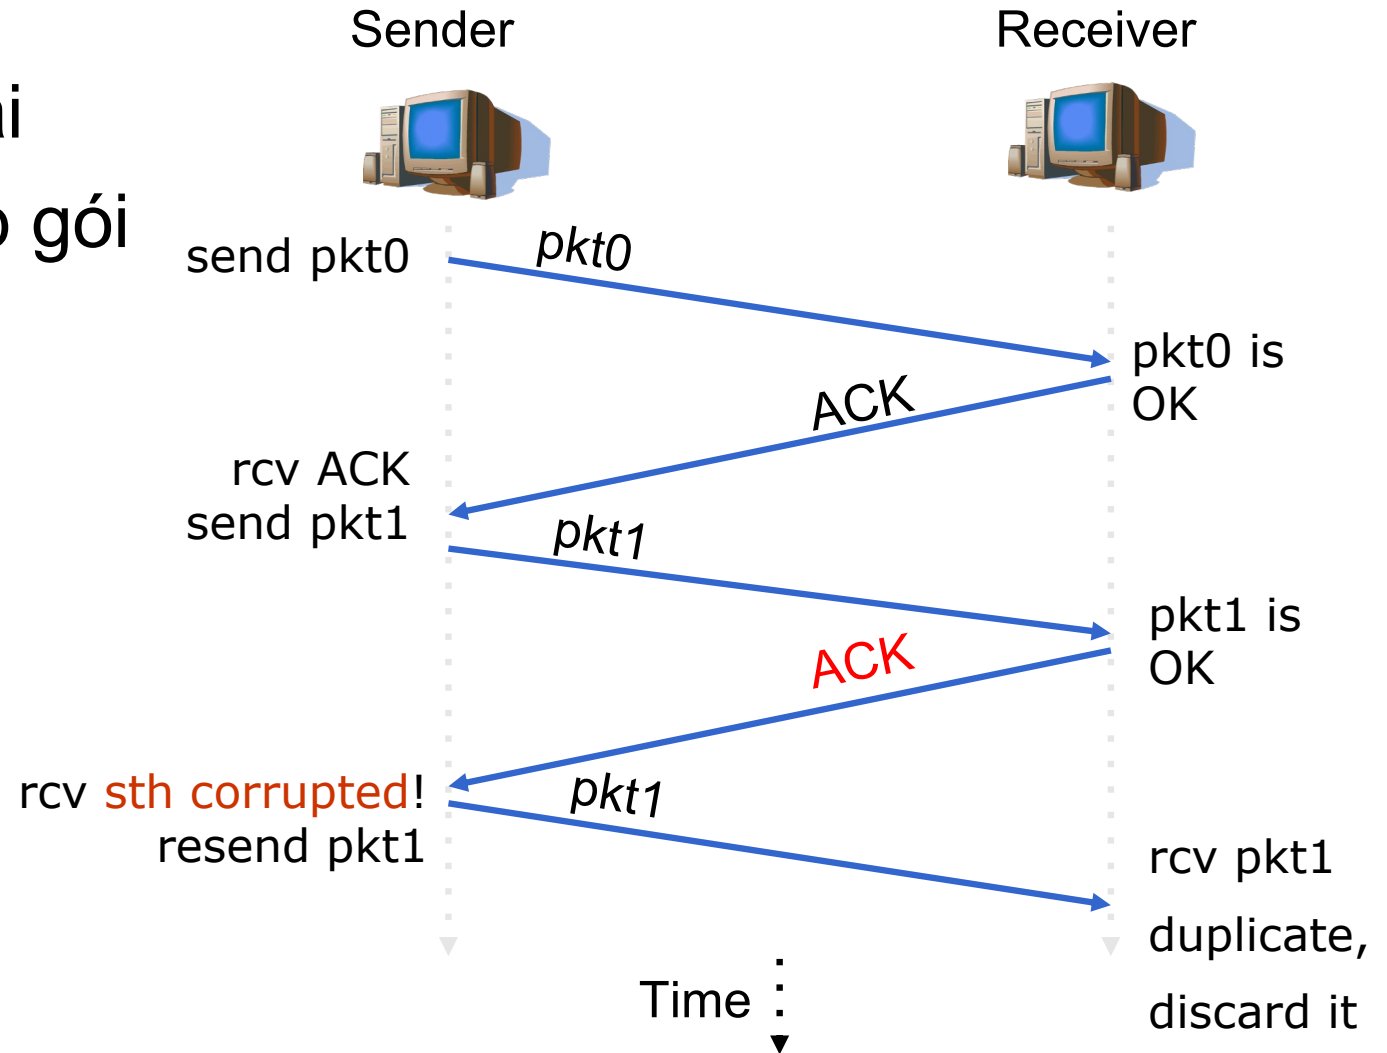 Sender
Receiver
gói
send pkt0
pkt0
pkt0 is
OK
ACK
rcv ACK
send pkt1
pkt1
pkt1 is
OK
ACK
rcv sth corrupted!
resend pkt1
pkt1
rcv pkt1
duplicate,
discard it
Time